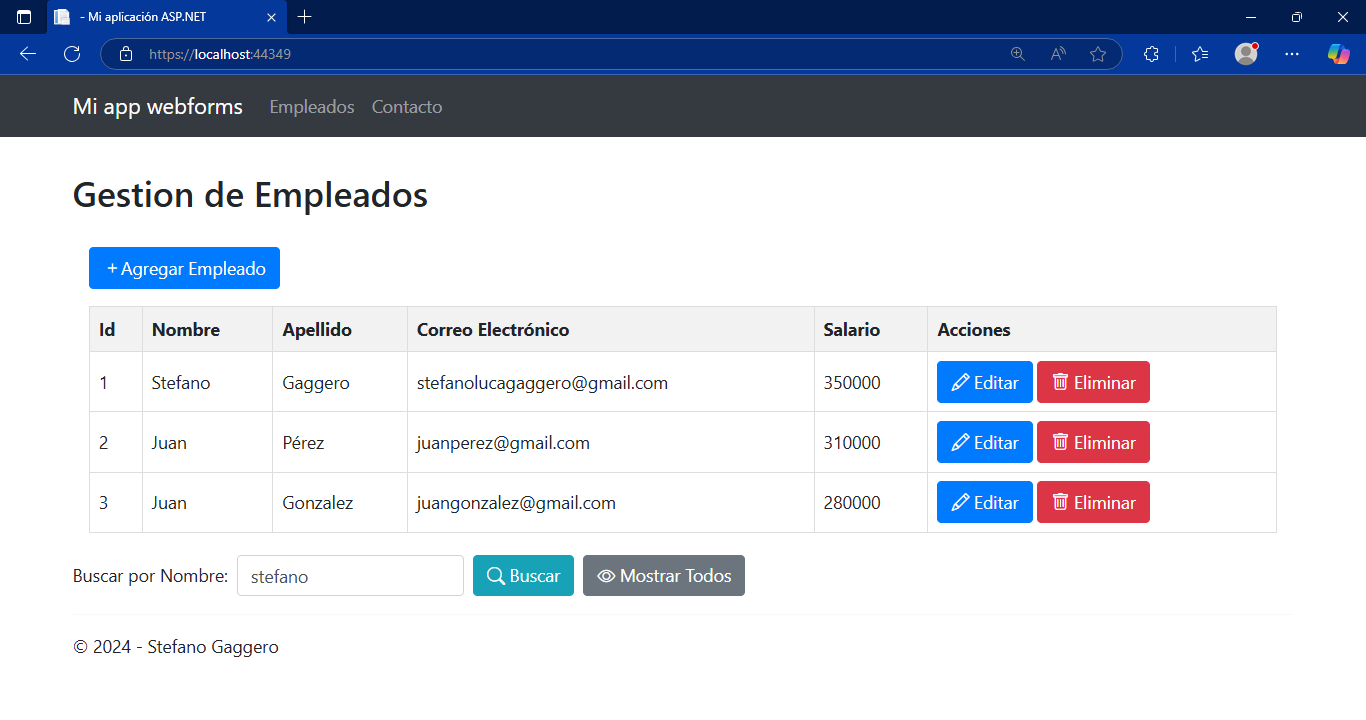 - Mi aplicación ASP.NET
https://localhost:44349
Mi app webforms Empleados Contacto
Gestion de Empleados
+ Agregar Empleado
Id Nombre Apellido Correo Electrónico Salario Acciones
1 Stefano Gaggero stefanolucagaggero@gmail.com 350000 Editar Eliminar
2 Juan Pérez juanperez@gmail.com 310000 Editar Eliminar
3 Juan Gonzalez juangonzalez@gmail.com 280000 Editar Eliminar
Buscar por Nombre: stefano Buscar Mostrar Todos
© 2024 - Stefano Gaggero